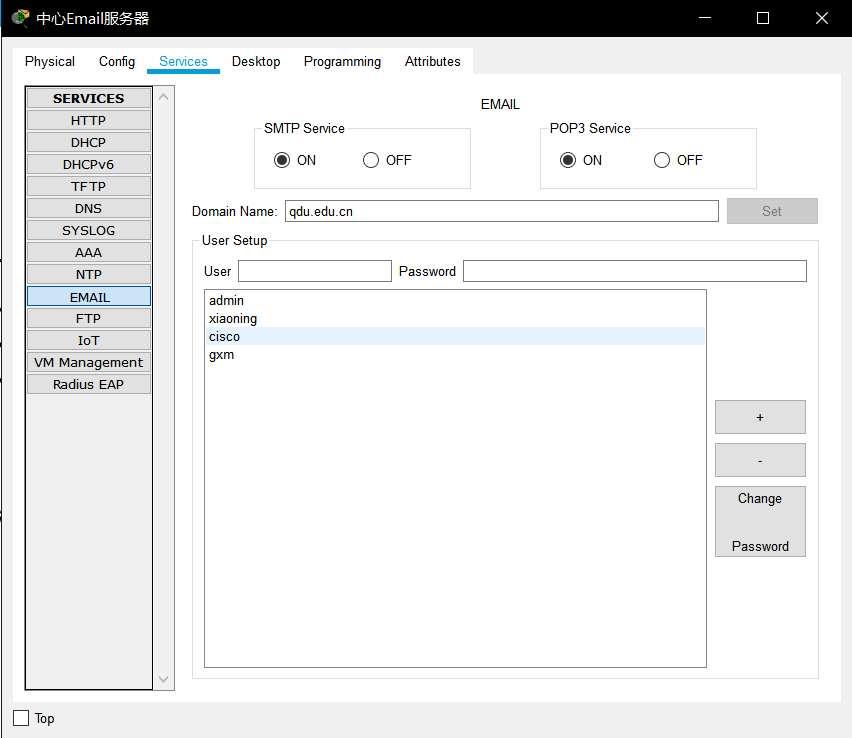 中心Email服务器
Physical Config Services Desktop Programming Attributes
SERVICES
HTTP
DHCP
DHCPv6
TFTP
DNS
SYSLOG
AAA
NTP
EMAIL
FTP
IoT
VM Management
Radius EAP
EMAIL
SMTP Service
ON OFF
POP3 Service
ON OFF
Domain Name: qdu.edu.cn Set
User Setup
User Password
admin
xiaoning
cisco
gxm
+
-
Change
Password
Top